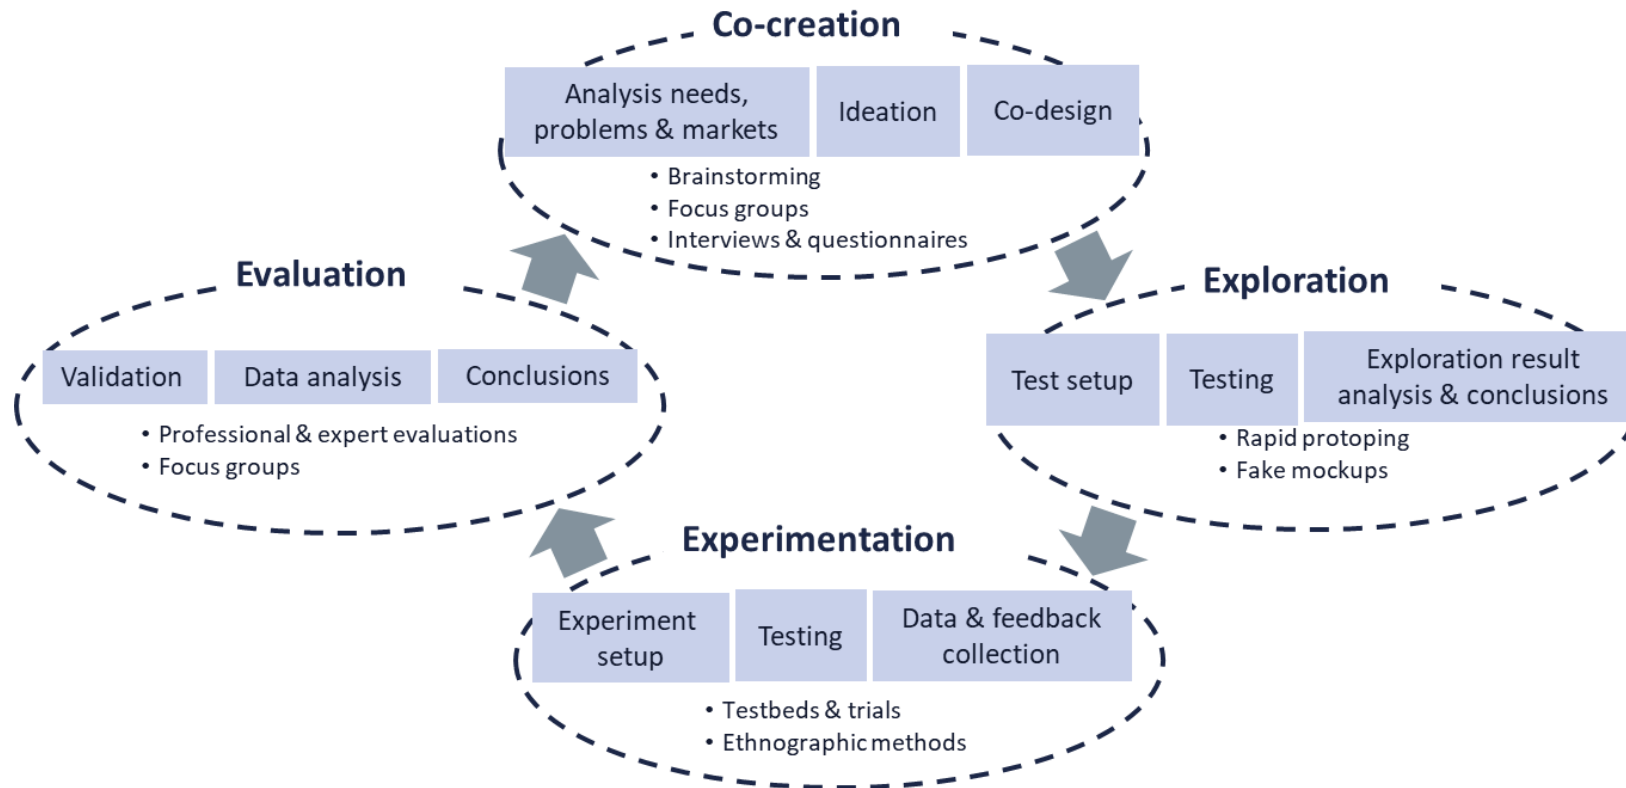 Co-creation
Analysis needs,
problems & markets
Ideation
Co-design
• Brainstorming
• Focus groups
• Interviews & questionnaires
Evaluation
Validation
Data analysis
Conclusions
• Professional & expert evaluations
• Focus groups
Exploration
Test setup
Testing
Exploration result
analysis & conclusions
• Rapid protoping
• Fake mockups
Experimentation
Experiment
setup
Testing
Data & feedback
collection
• Testbeds & trials
• Ethnographic methods